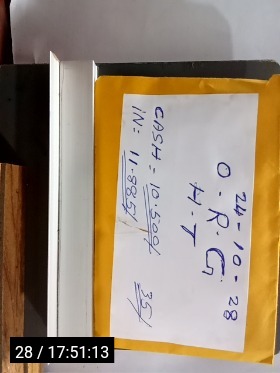 24-10-28
O.R.G
H.T
CASH = 10.500/
IN = 11.885/
35/
28 / 17:51:13